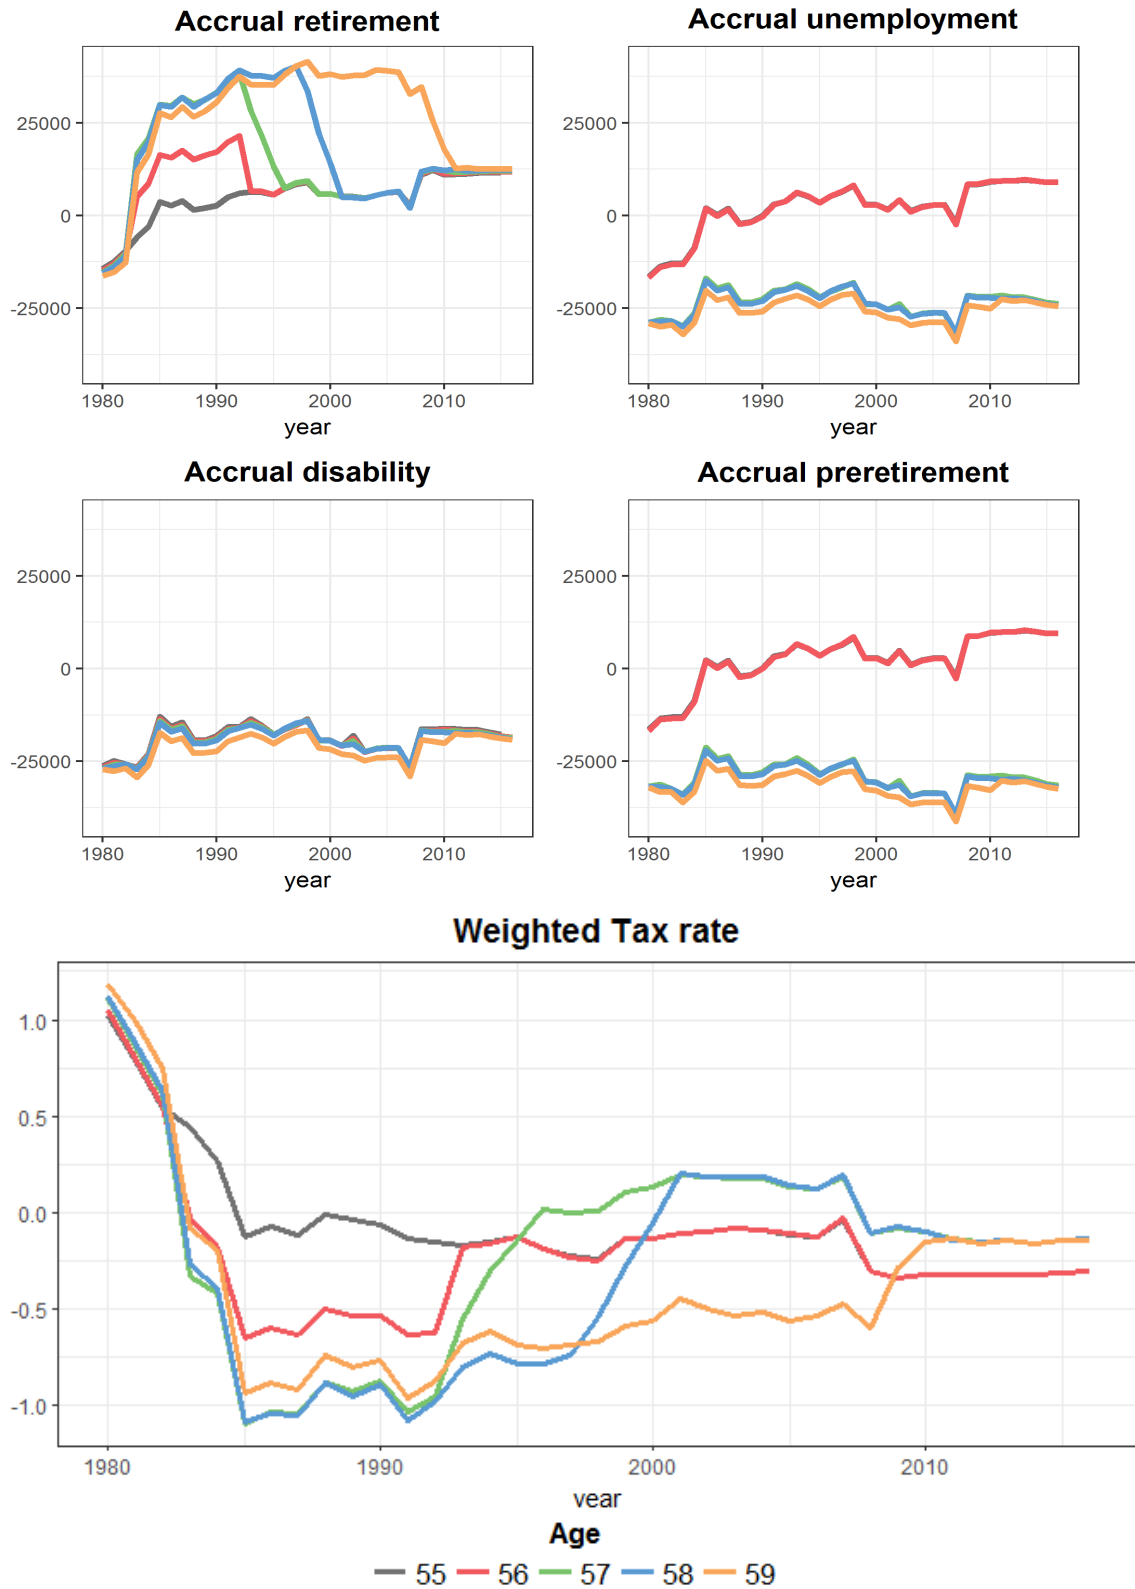 Accrual retirement
Accrual unemployment
25000
0
-25000
1980 1990 2000 2010
year
25000
0
-25000
1980 1990 2000 2010
year
Accrual disability
Accrual preretirement
25000
0
-25000
1980 1990 2000 2010
year
25000
0
-25000
1980 1990 2000 2010
year
Weighted Tax rate
1.0
0.5
0.0
-0.5
-1.0
1980 1990 2000 2010
year
Age
55 56 57 58 59